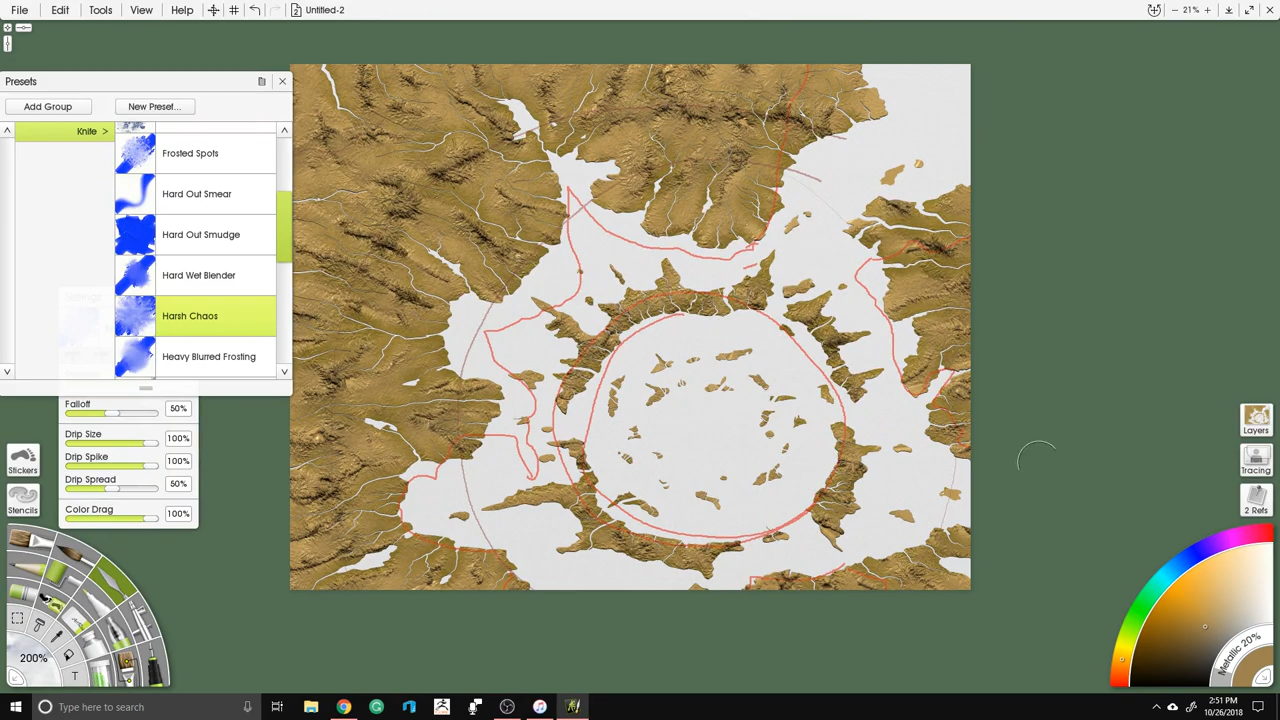 File Edit Tools View Untitled-2 21%
Presets
Add Group New Preset...
Knife >
Frosted Spots
Hard Out Smear
Hard Out Smudge
Hard Wet Blender
Harsh Chaos
Heavy Blurred Frosting
Falloff 50%
Drip Size 100%
Drip Spike 100%
Drip Spread 50%
Color Drag 100%
Stickers
Stencils
200%
T
Layers
Tracing
2 Refs
Metallic 20%
Type here to search
2:51 PM
10/26/2018